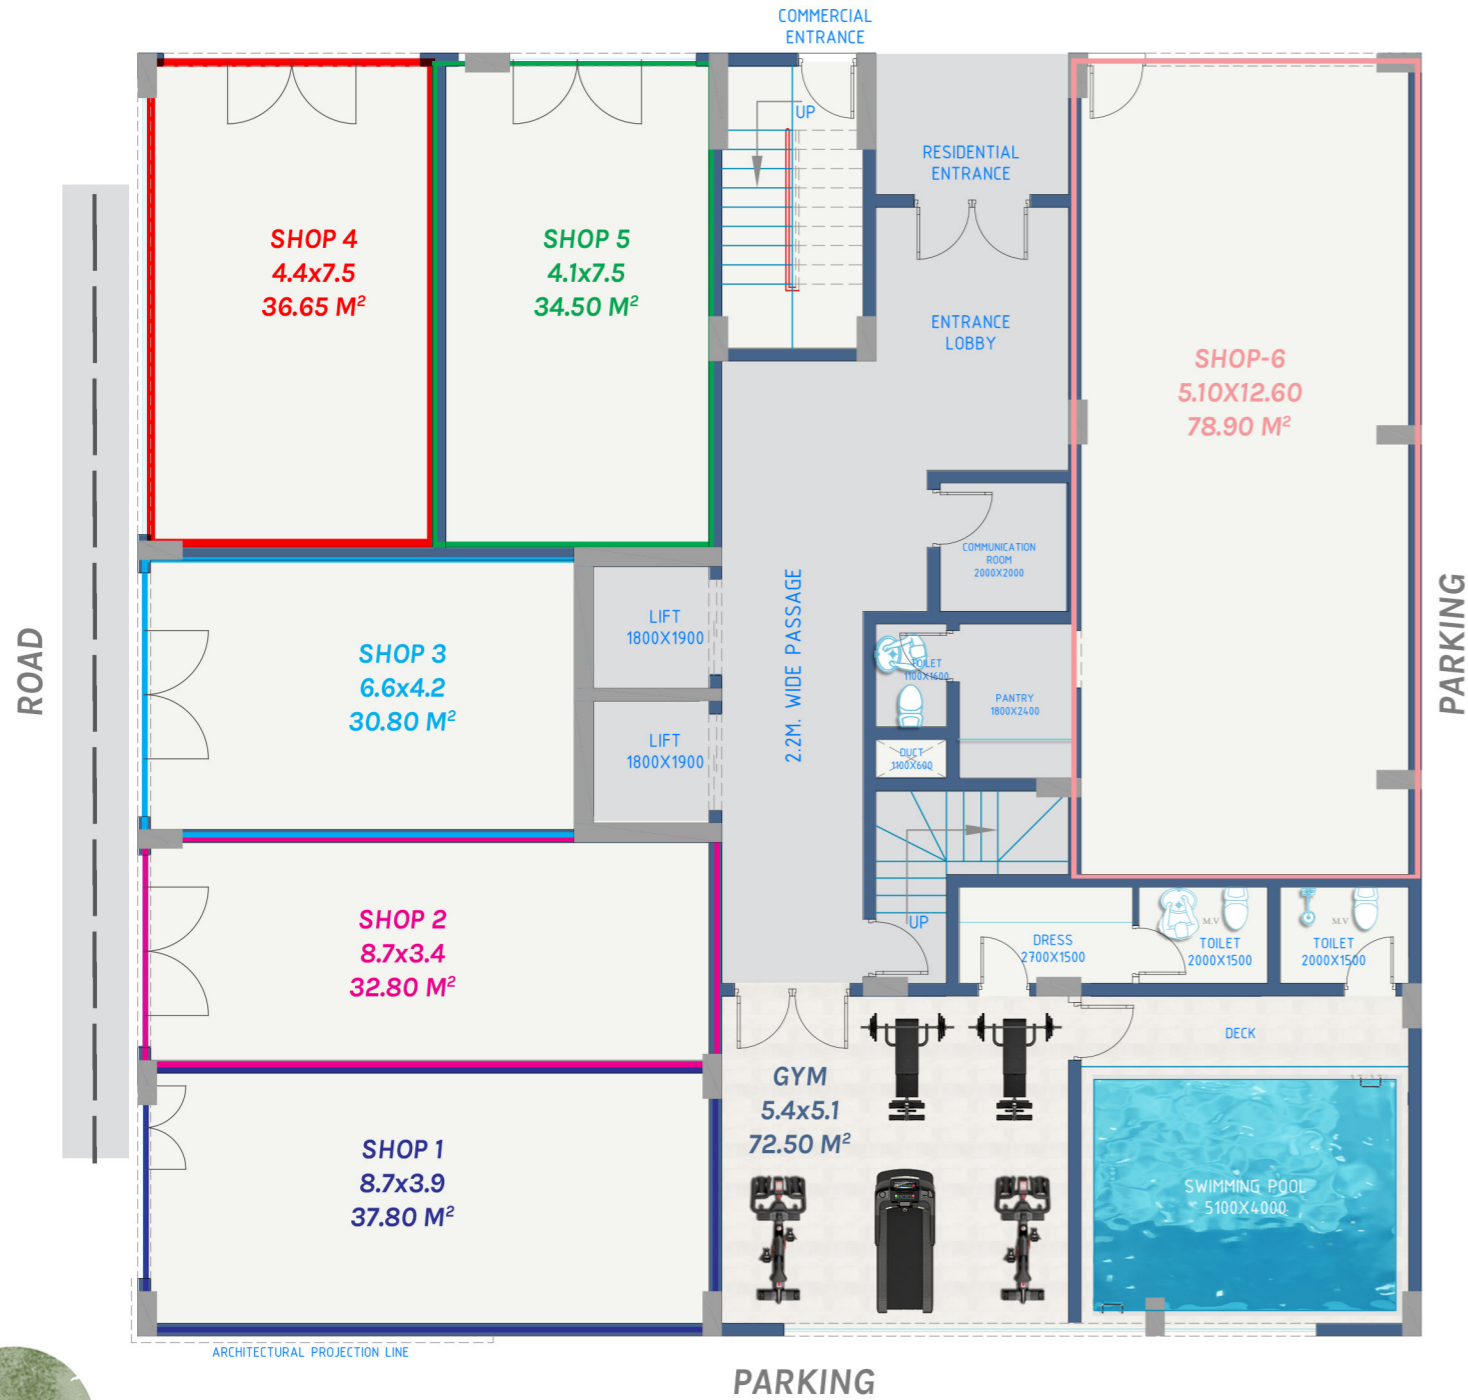 COMMERCIAL
ENTRANCE
UP
RESIDENTIAL
ENTRANCE
SHOP 4
4.4x7.5
36.65 M²
SHOP 5
4.1x7.5
34.50 M²
ENTRANCE
LOBBY
SHOP-6
5.10X12.60
78.90 M²
COMMUNICATION
ROOM
2000X2000
ROAD
PARKING
2.2M. WIDE PASSAGE
LIFT
1800X1900
SHOP 3
6.6x4.2
30.80 M²
TOILET
1100X1600
PANTRY
1800X2400
LIFT
1800X1900
DUCT
1100X600
SHOP 2
8.7x3.4
32.80 M²
UP
DRESS
2700X1500
M.V
TOILET
2000X1500
M.V
TOILET
2000X1500
DECK
GYM
5.4x5.1
72.50 M²
SHOP 1
8.7x3.9
37.80 M²
SWIMMING POOL
5100X4000
ARCHITECTURAL PROJECTION LINE
PARKING